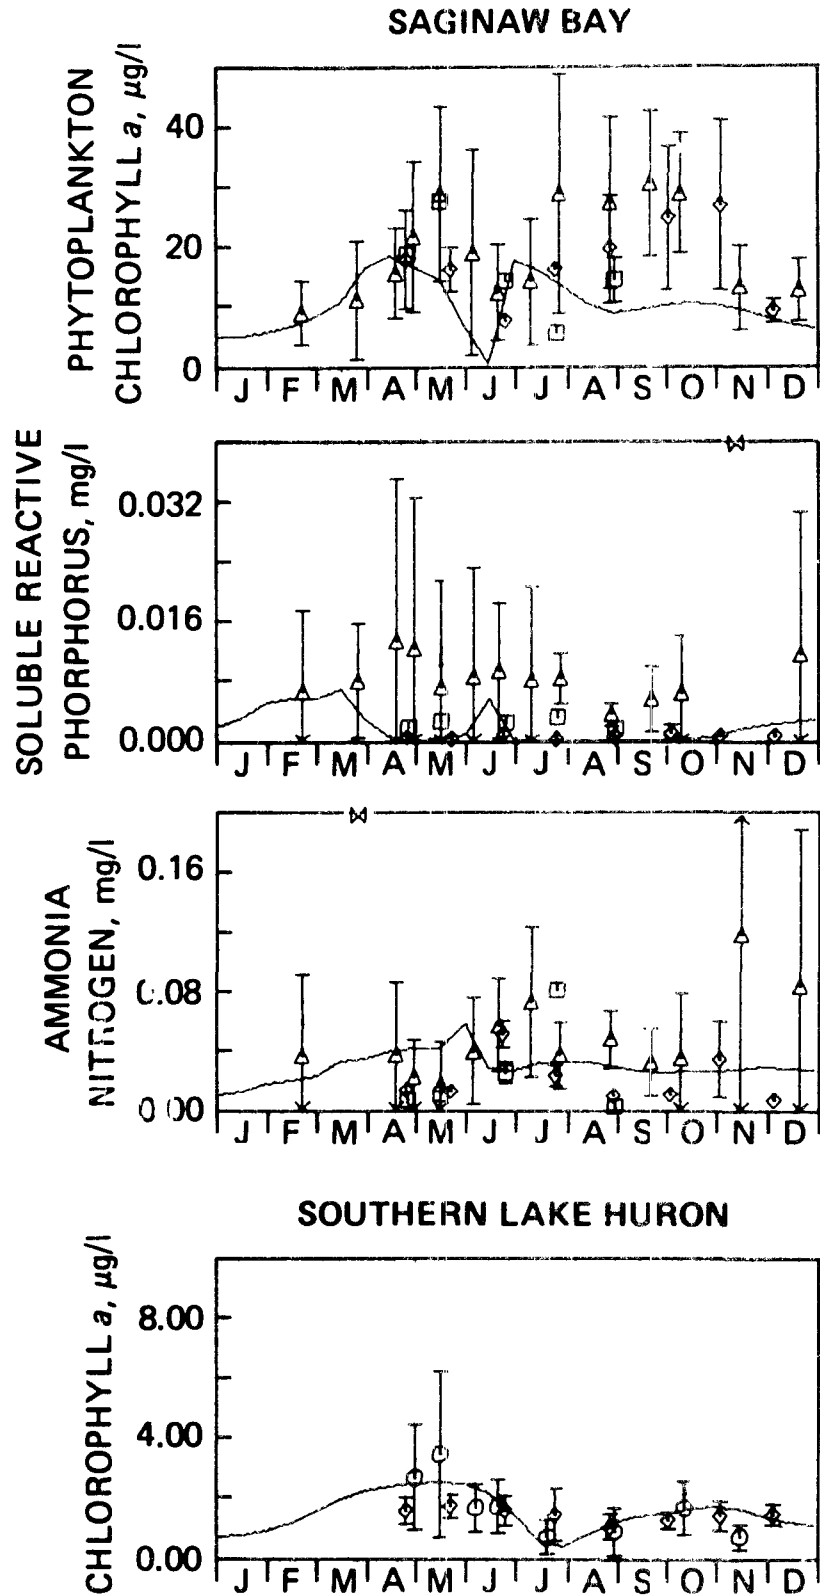 SAGINAW BAY
PHYTOPLANKTON
CHLOROPHYLL a, µg/l
40
20
0
J F M A M J J A S O N D
SOLUBLE REACTIVE
PHORPHORUS, mg/l
0.032
0.016
0.000
J F M A M J J A S O N D
AMMONIA
NITROGEN, mg/l
0.16
0.08
0.00
J F M A M J J A S O N D
SOUTHERN LAKE HURON
CHLOROPHYLL a, µg/l
8.00
4.00
0.00
J F M A M J J A S O N D